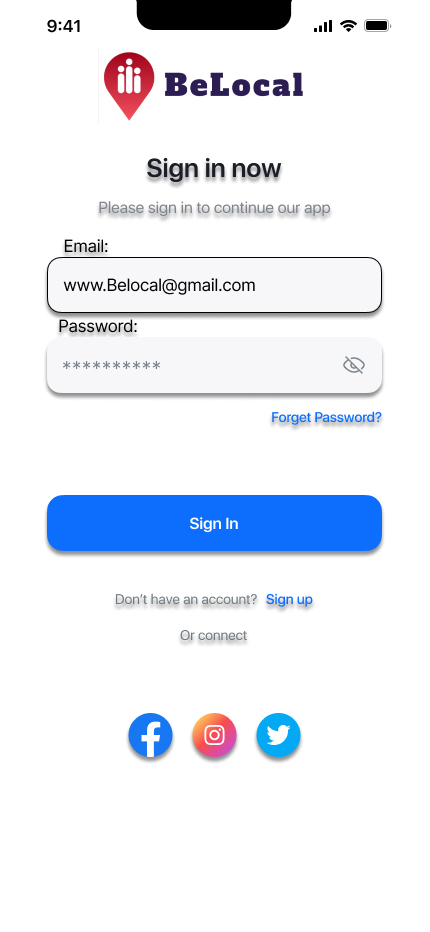 9:41
BeLocal
Sign in now
Please sign in to continue our app
Email:
www.Belocal@gmail.com
Password:
**********
Forget Password?
Sign In
Don’t have an account? Sign up
Or connect